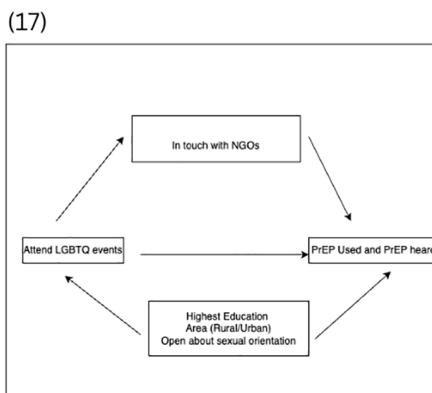 (17)
In touch with NGOs
Attend LGBTQ events
PrEP Used and PrEP heard
Highest Education
Area (Rural/Urban)
Open about sexual orientation